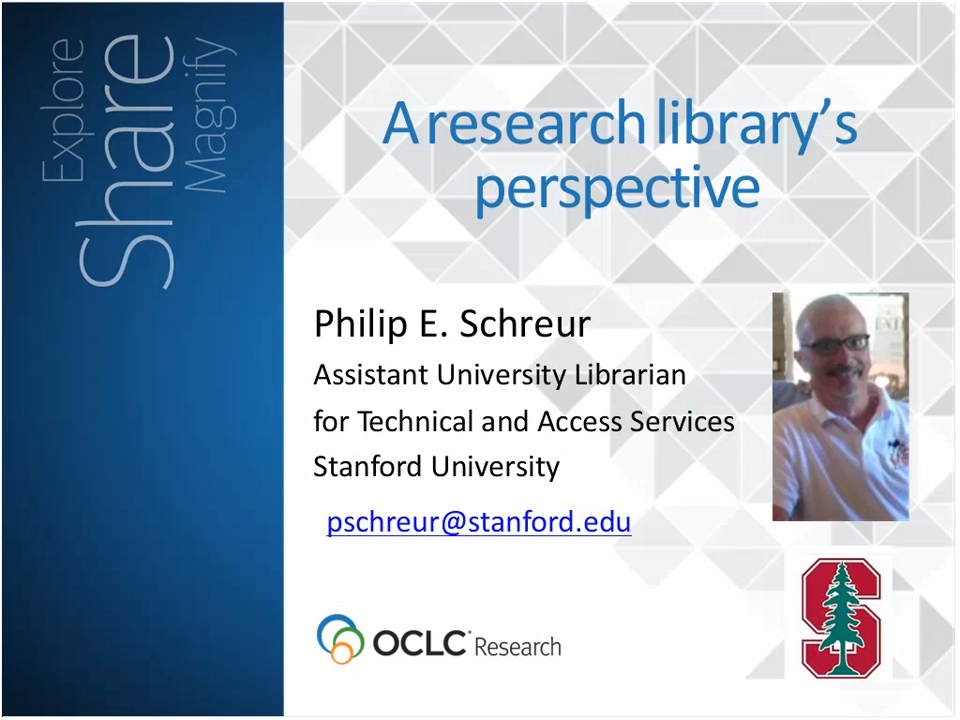 Explore
Share
Magnify
A research library’s
perspective
Philip E. Schreur
Assistant University Librarian
for Technical and Access Services
Stanford University
pschreur@stanford.edu
OCLC Research
S